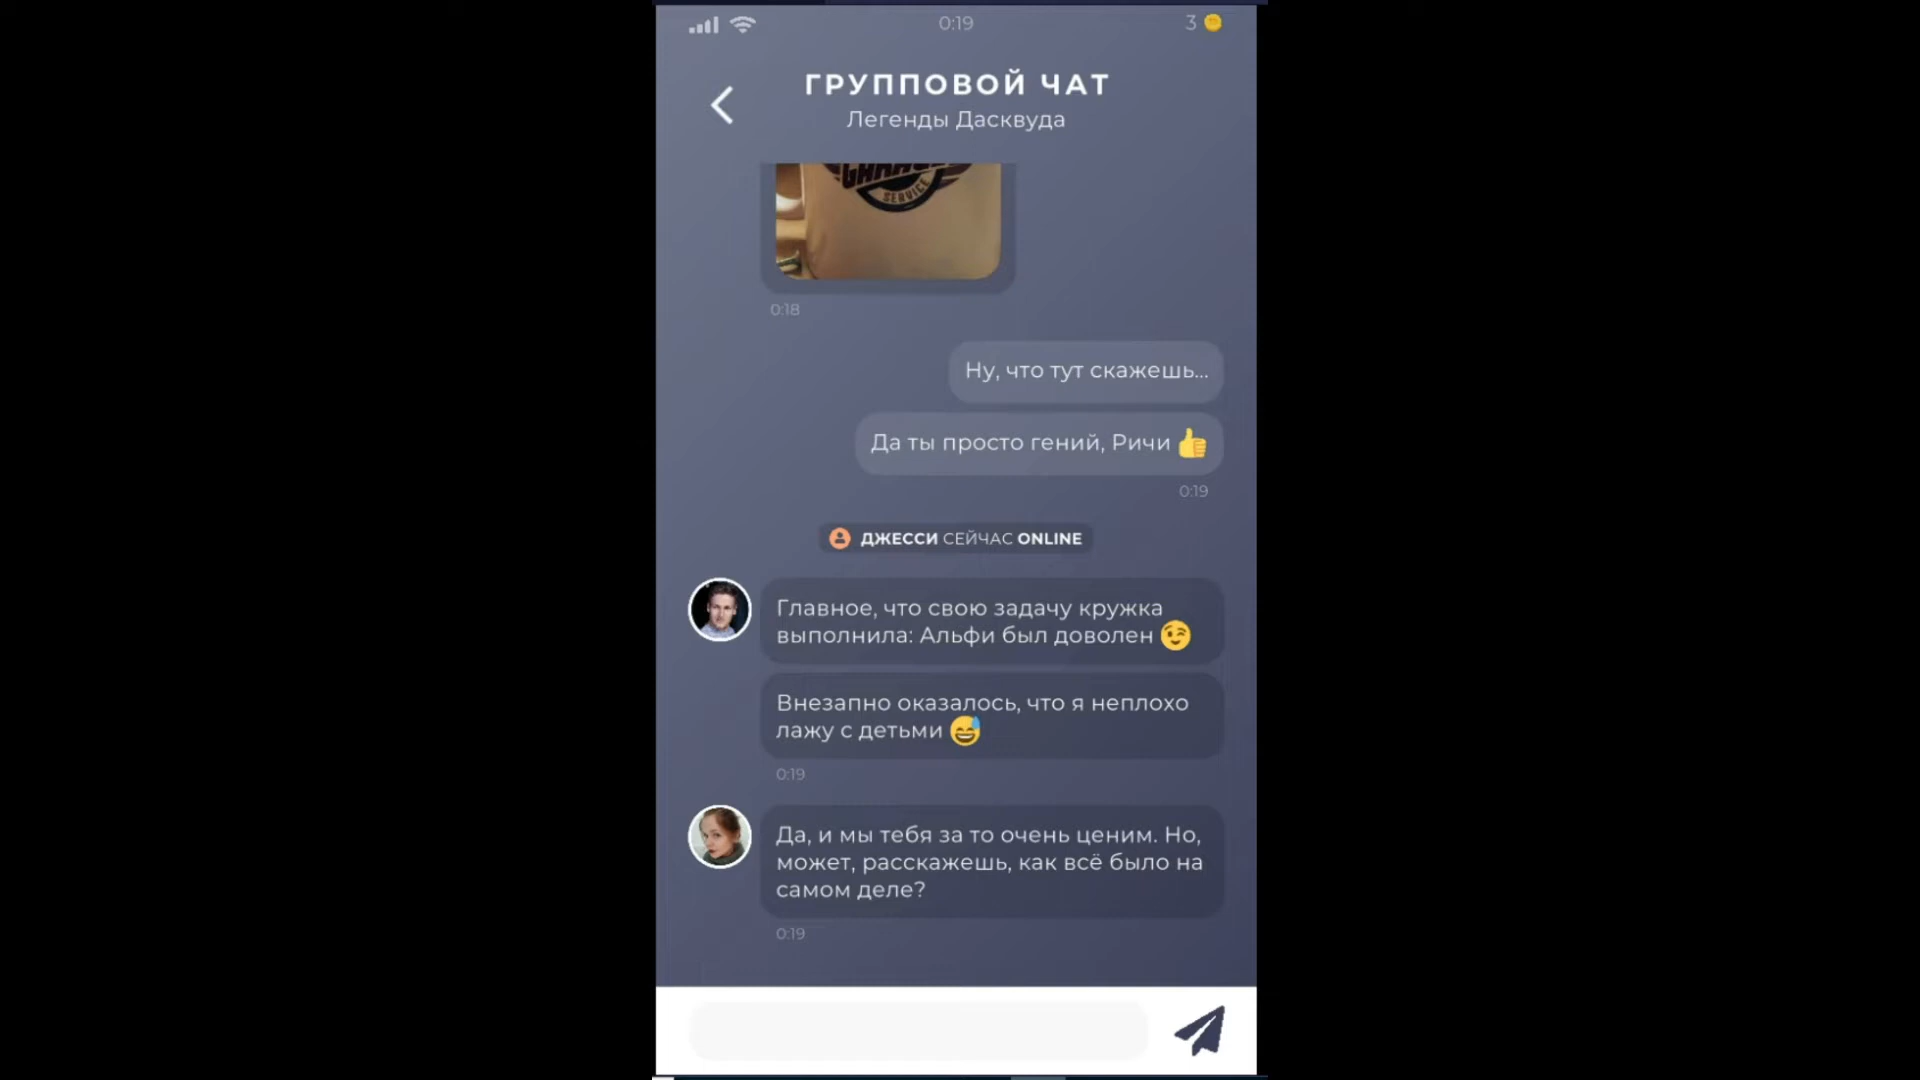 0:19
3
ГРУППОВОЙ ЧАТ
Легенды Дасквуда
SERVICE
0:18
Ну, что тут скажешь...
Да ты просто гений, Ричи
0:19
ДЖЕССИ СЕЙЧАС ONLINE
Главное, что свою задачу кружка
выполнила: Альфи был доволен
Внезапно оказалось, что я неплохо
лажу с детьми
0:19
Да, и мы тебя за то очень ценим. Но,
может, расскажешь, как всё было на
самом деле?
0:19